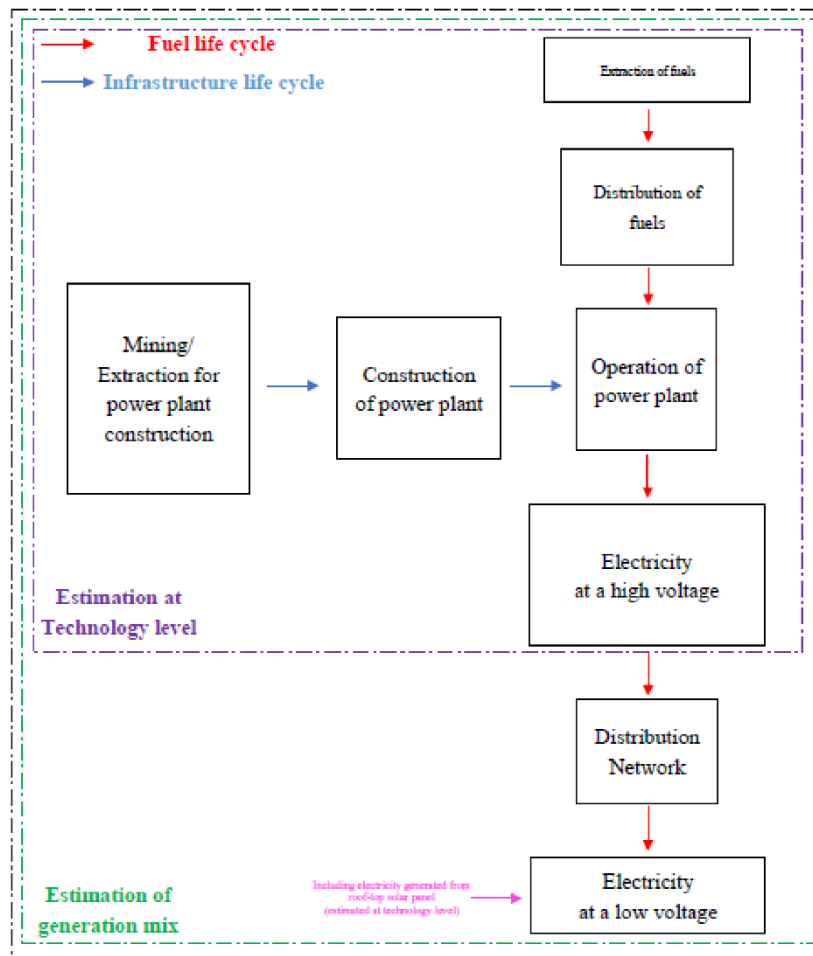 Fuel life cycle
Infrastructure life cycle
Extraction of fuels
Distribution of
fuels
Mining/
Extraction for
power plant
construction
Construction
of power plant
Operation of
power plant
Electricity
at a high voltage
Estimation at
Technology level
Distribution
Network
Including electricity generated from
roof-top solar panel
(estimated at technology level)
Electricity
at a low voltage
Estimation of
generation mix